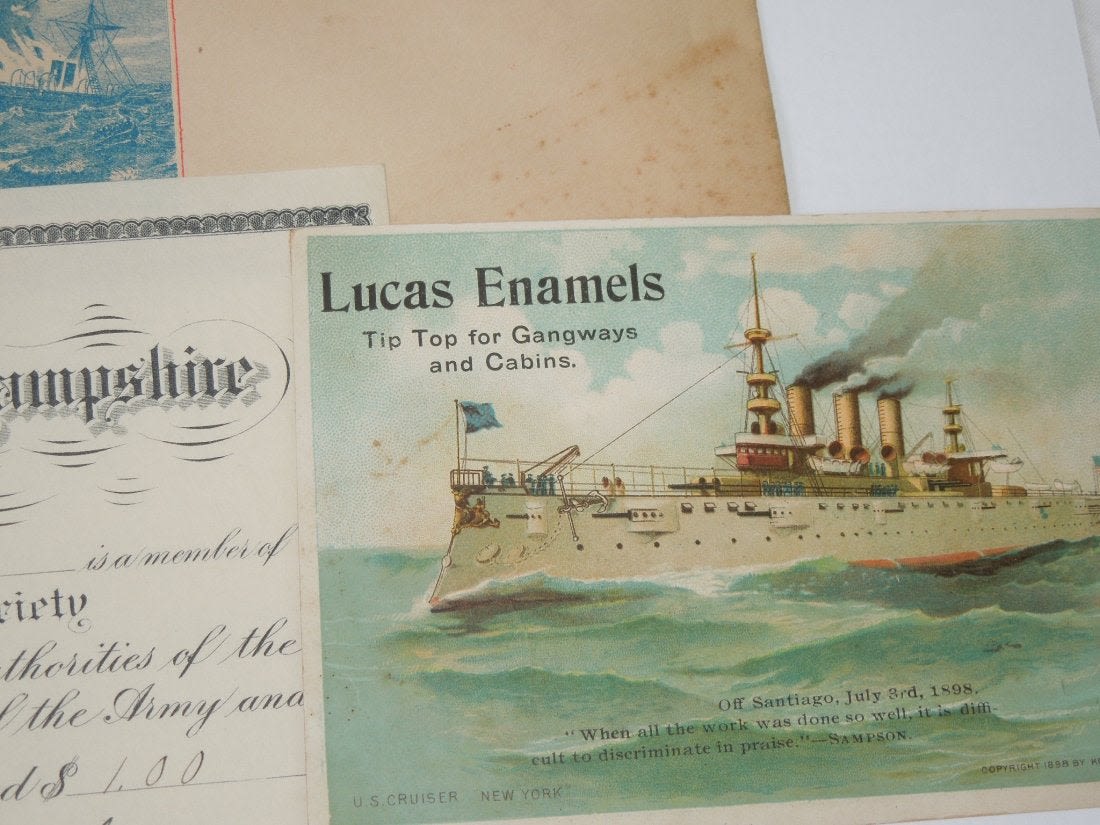 ampshire
is a member of
ciety
thorities of the
the Army and
d $ 1.00
Lucas Enamels
Tip Top for Gangways
and Cabins.
Off Santiago, July 3rd, 1898.
"When all the work was done so well, it is diffi-
cult to discriminate in praise."—SAMPSON.
COPYRIGHT 1898 BY
U.S. CRUISER NEW YORK